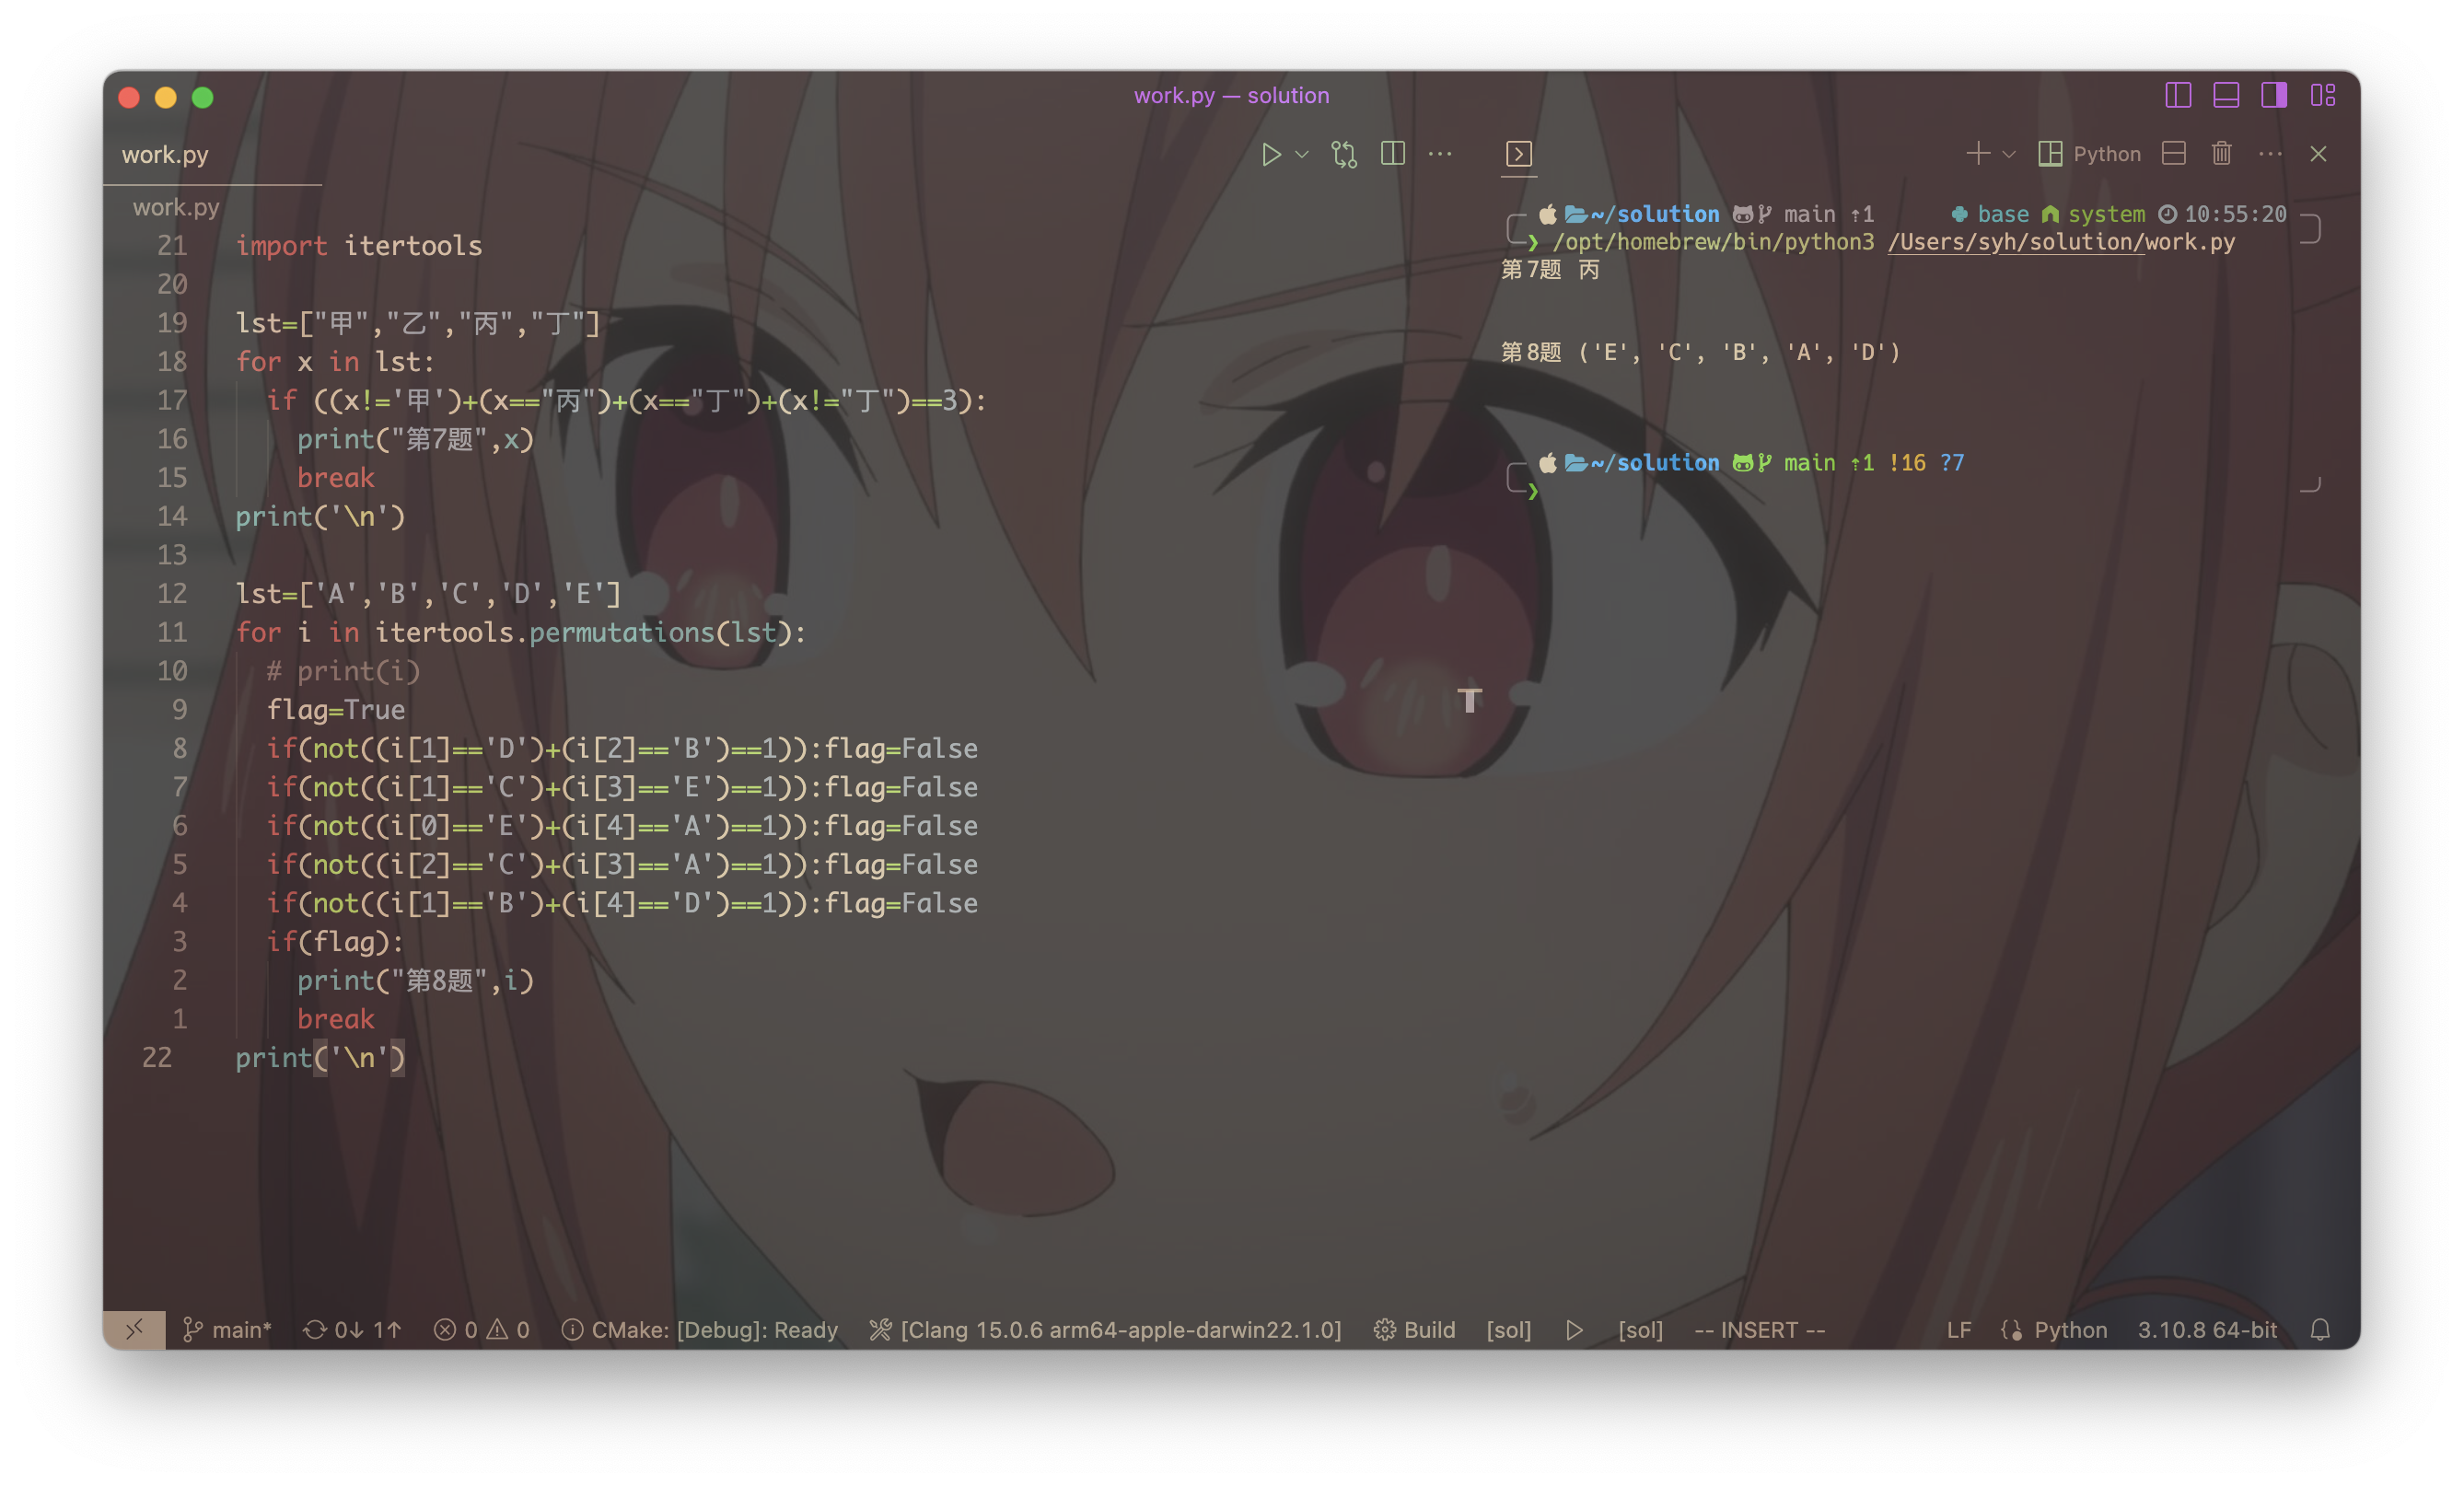 work.py — solution
work.py
Python
work.py
21 import itertools
20
19 lst=["甲","乙","丙","丁"]
18 for x in lst:
17 if ((x!='甲')+(x=="丙")+(x=="丁")+(x!="丁")==3):
16 print("第7题",x)
15 break
14 print('\n')
13
12 lst=['A','B','C','D','E']
11 for i in itertools.permutations(lst):
10 # print(i)
9 flag=True
8 if(not((i[1]=='D')+(i[2]=='B')==1)):flag=False
7 if(not((i[1]=='C')+(i[3]=='E')==1)):flag=False
6 if(not((i[0]=='E')+(i[4]=='A')==1)):flag=False
5 if(not((i[2]=='C')+(i[3]=='A')==1)):flag=False
4 if(not((i[1]=='B')+(i[4]=='D')==1)):flag=False
3 if(flag):
2 print("第8题",i)
1 break
22 print('\n')
~/solution main ⇡1 base system 10:55:20
❯ /opt/homebrew/bin/python3 /Users/syh/solution/work.py
第7题 丙
第8题 ('E', 'C', 'B', 'A', 'D')
~/solution main ⇡1 !16 ?7
❯
main* 0↓ 1↑ 0 0 CMake: [Debug]: Ready [Clang 15.0.6 arm64-apple-darwin22.1.0] Build [sol] [sol] -- INSERT -- LF Python 3.10.8 64-bit